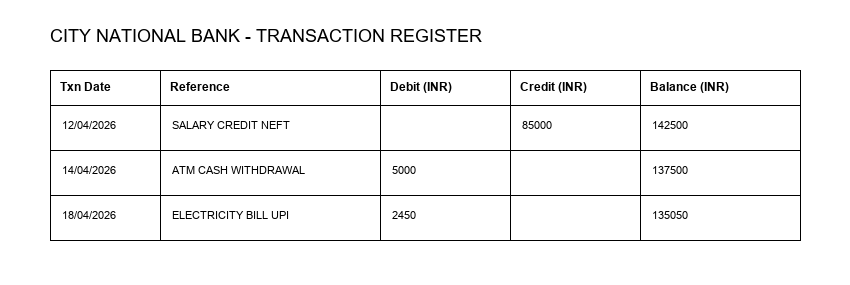 CITY NATIONAL BANK - TRANSACTION REGISTER
Txn Date Reference Debit (INR) Credit (INR) Balance (INR)
12/04/2026 SALARY CREDIT NEFT 85000 142500
14/04/2026 ATM CASH WITHDRAWAL 5000 137500
18/04/2026 ELECTRICITY BILL UPI 2450 135050